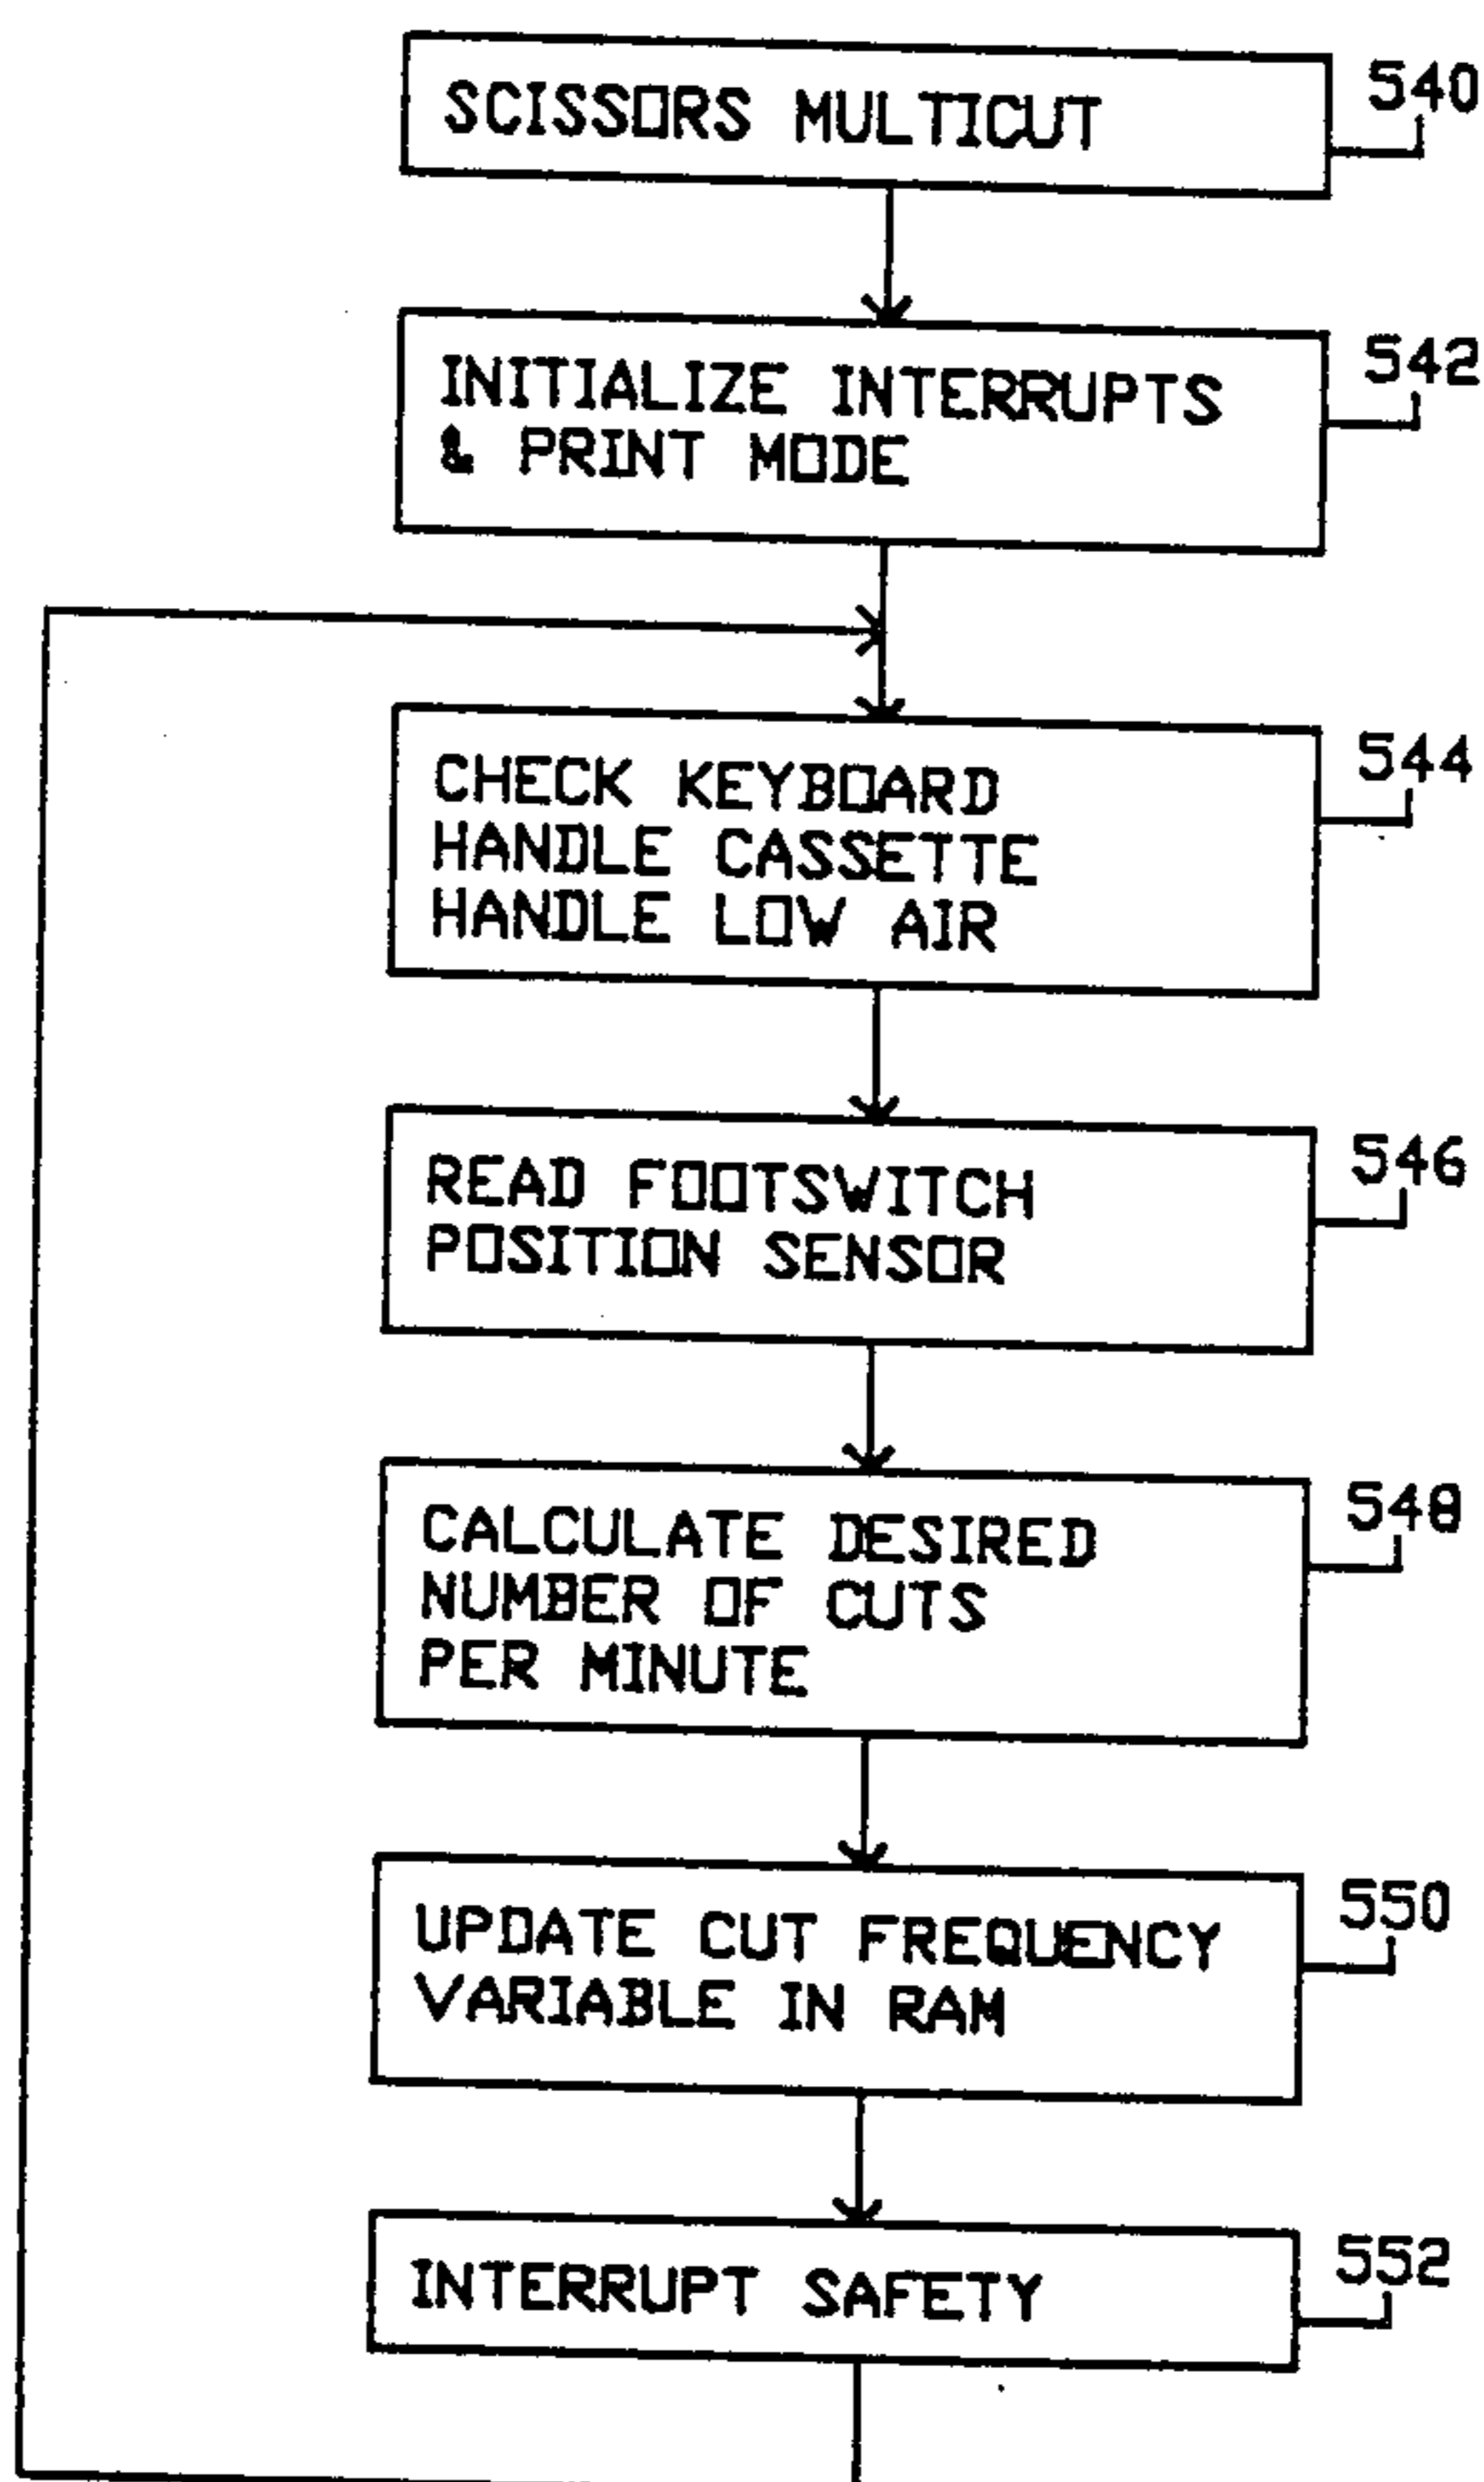 SCISSORS MULTICUT
540
INITIALIZE INTERRUPTS
& PRINT MODE
542
CHECK KEYBOARD
HANDLE CASSETTE
HANDLE LOW AIR
544
READ FOOTSWITCH
POSITION SENSOR
546
CALCULATE DESIRED
NUMBER OF CUTS
PER MINUTE
548
UPDATE CUT FREQUENCY
VARIABLE IN RAM
550
INTERRUPT SAFETY
552